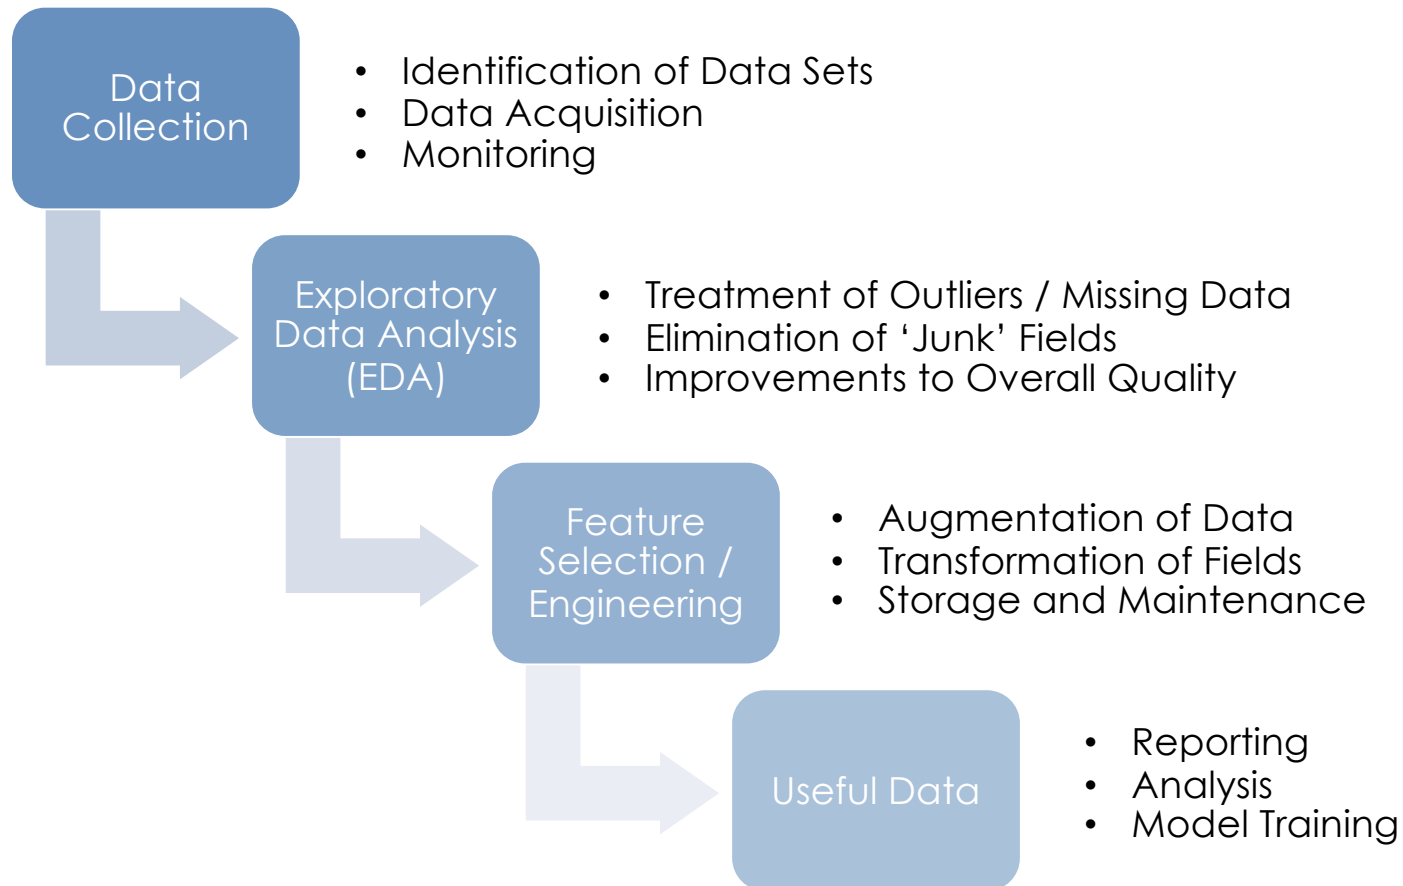 Data
Collection
• Identification of Data Sets
• Data Acquisition
• Monitoring
Exploratory
Data Analysis
(EDA)
• Treatment of Outliers / Missing Data
• Elimination of ‘Junk’ Fields
• Improvements to Overall Quality
Feature
Selection /
Engineering
• Augmentation of Data
• Transformation of Fields
• Storage and Maintenance
Useful Data
• Reporting
• Analysis
• Model Training